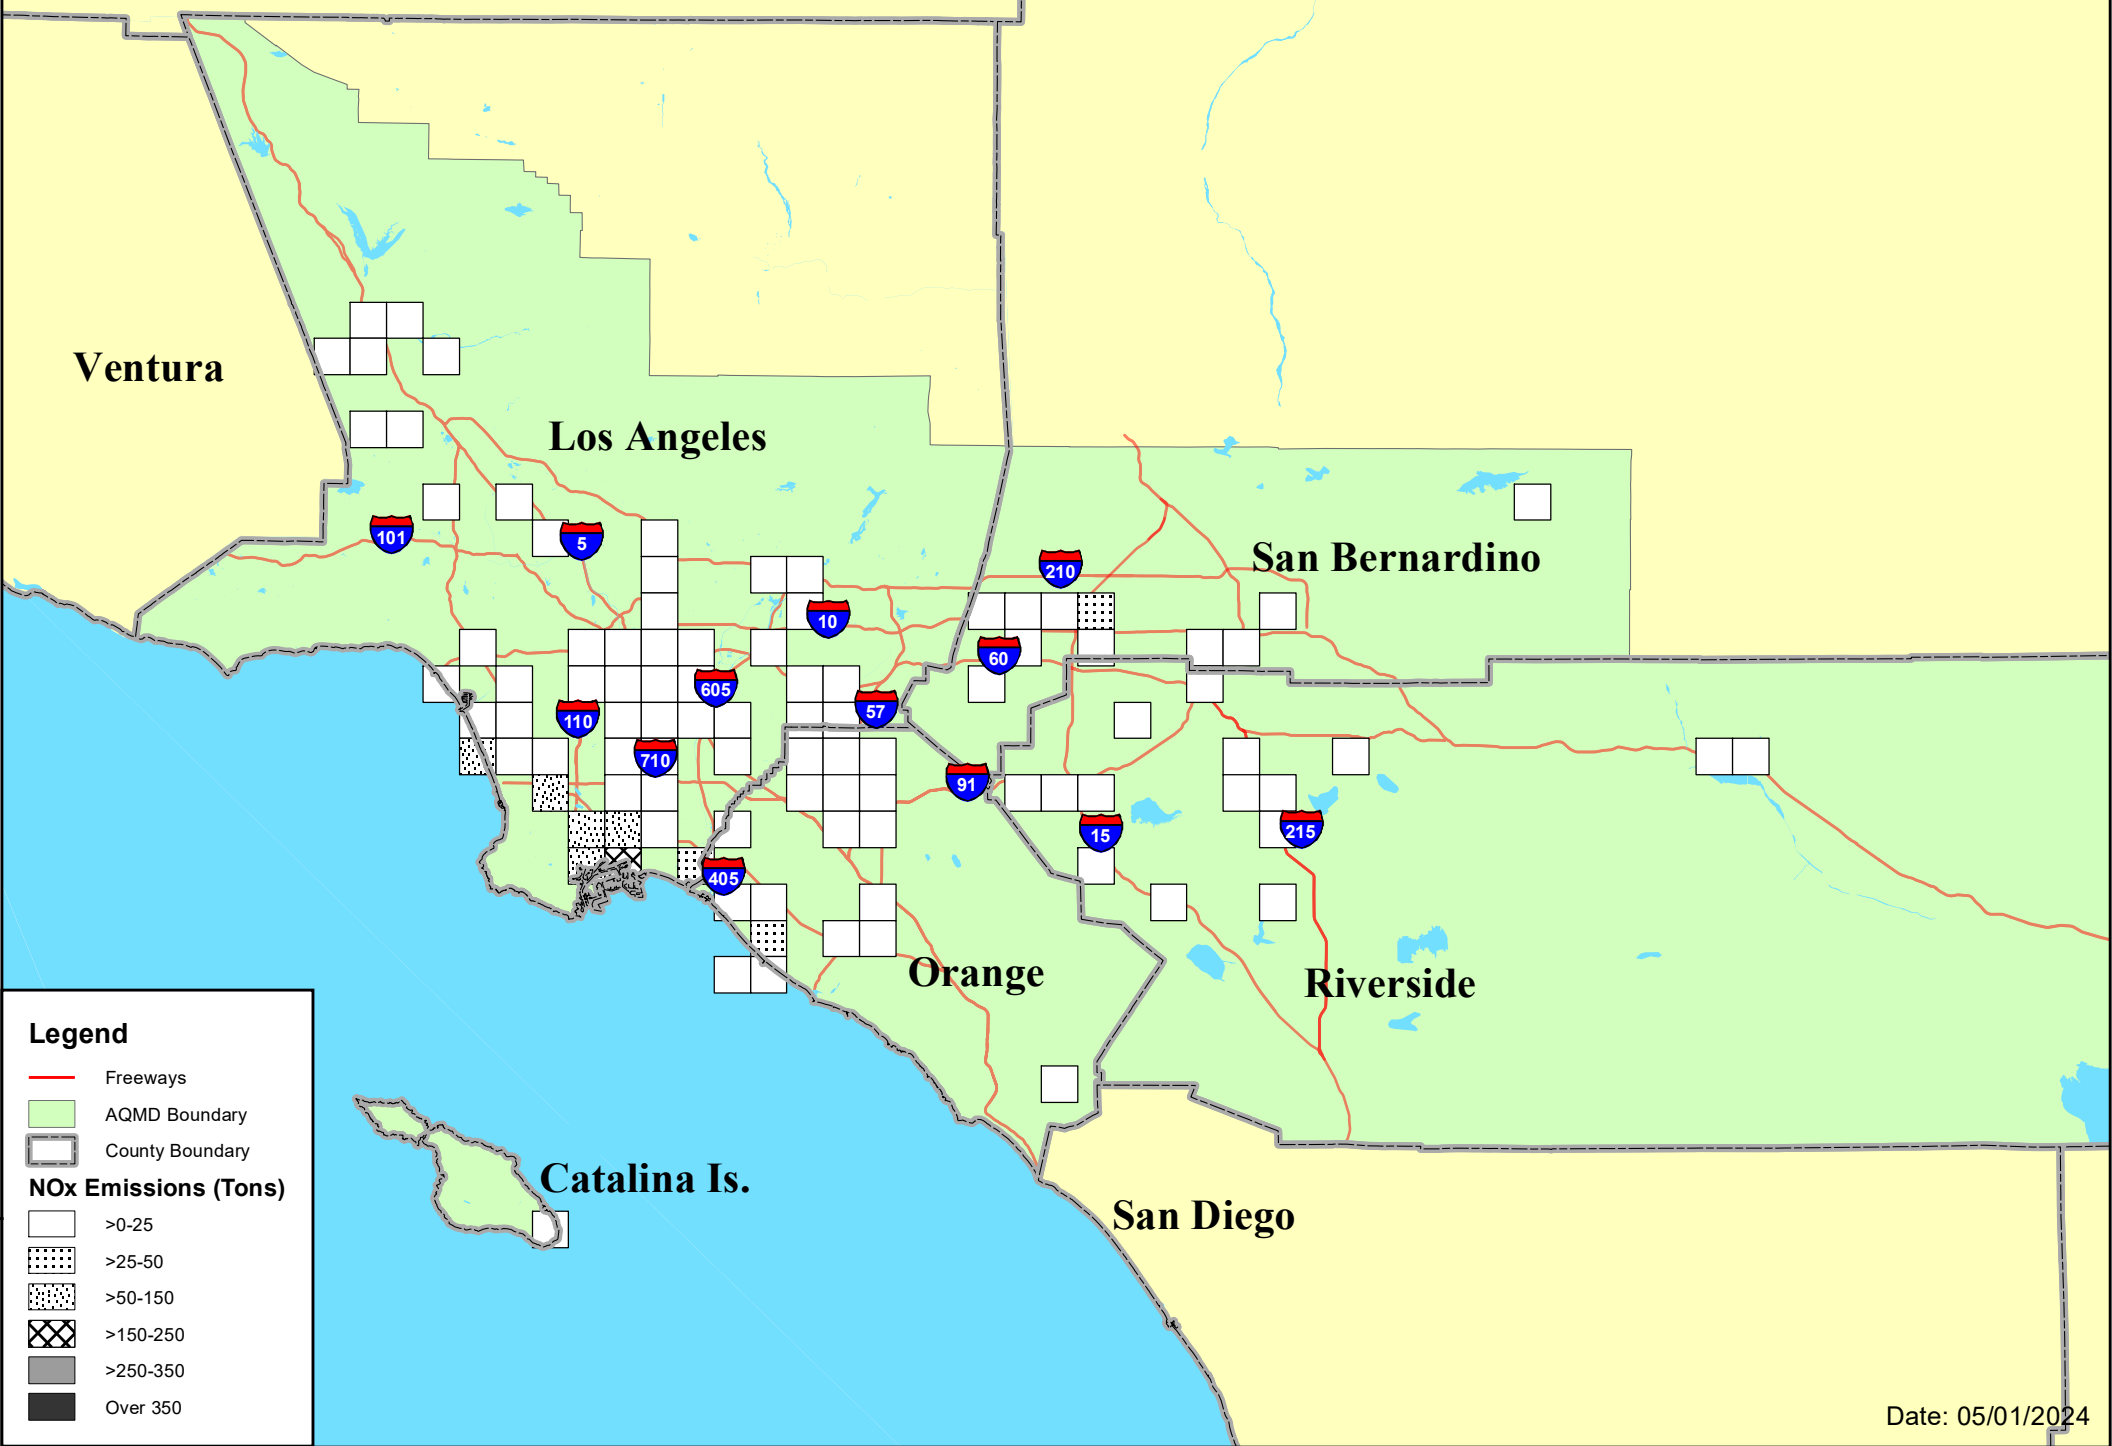 Ventura
Los Angeles
101
5
210
San Bernardino
10
60
605
57
110
710
91
15
215
405
Orange
Riverside
Legend
Freeways
AQMD Boundary
County Boundary
NOx Emissions (Tons)
>0-25
>25-50
>50-150
>150-250
>250-350
Over 350
Catalina Is.
San Diego
Date: 05/01/2024